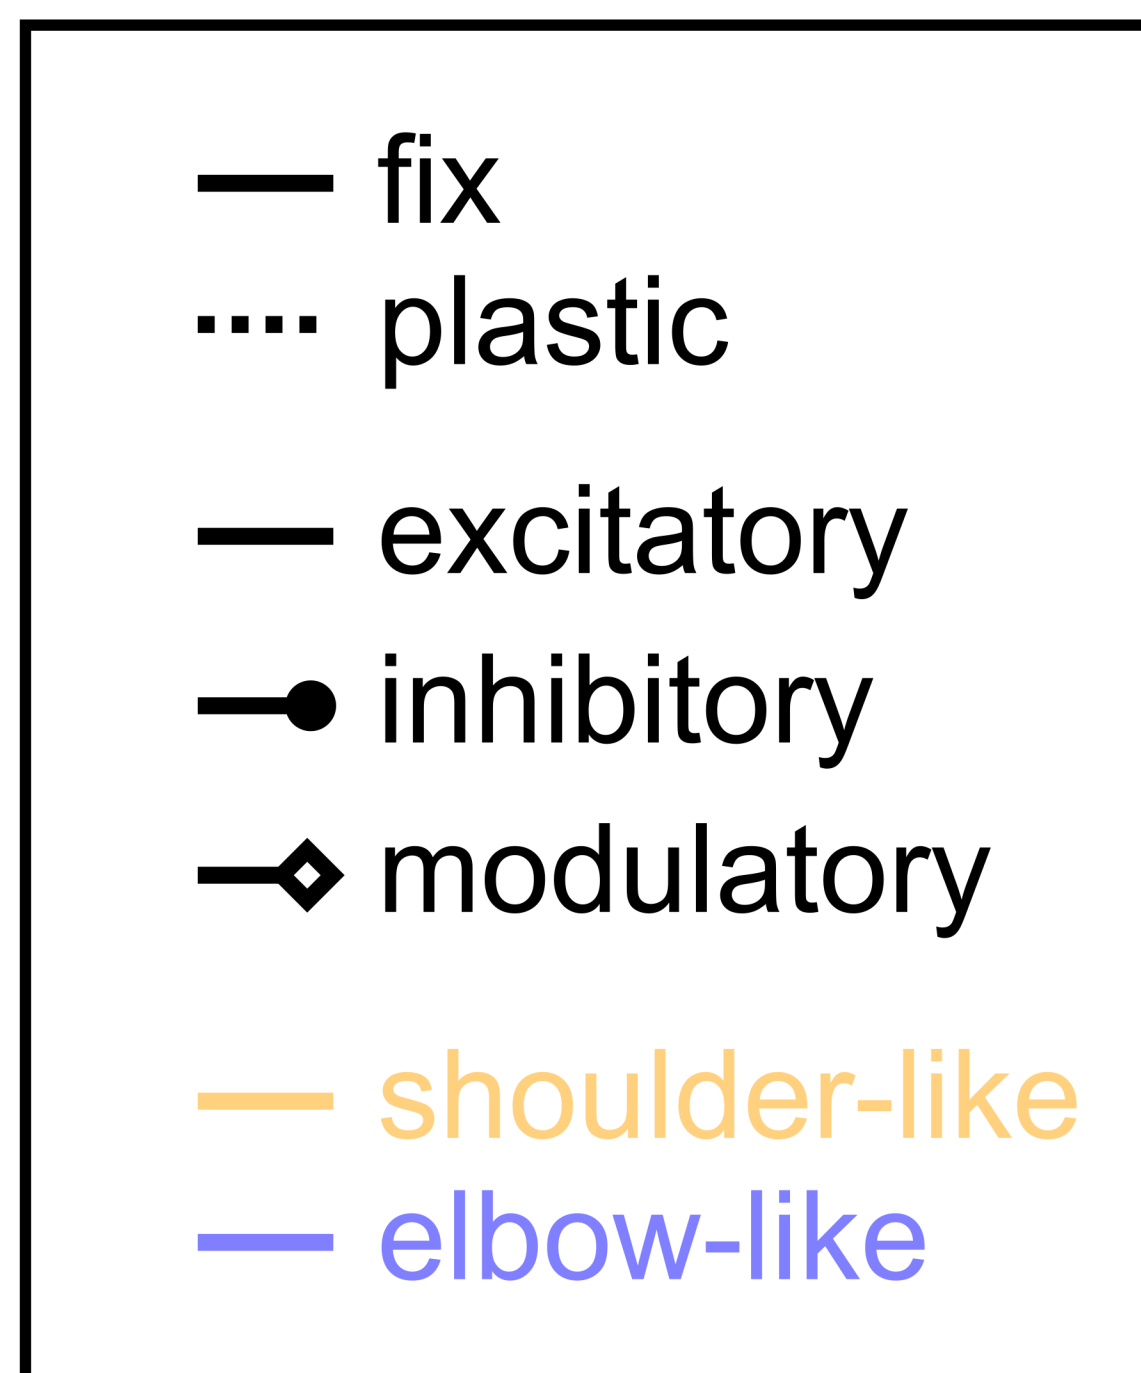 fix
plastic
excitatory
inhibitory
modulatory
shoulder-like
elbow-like